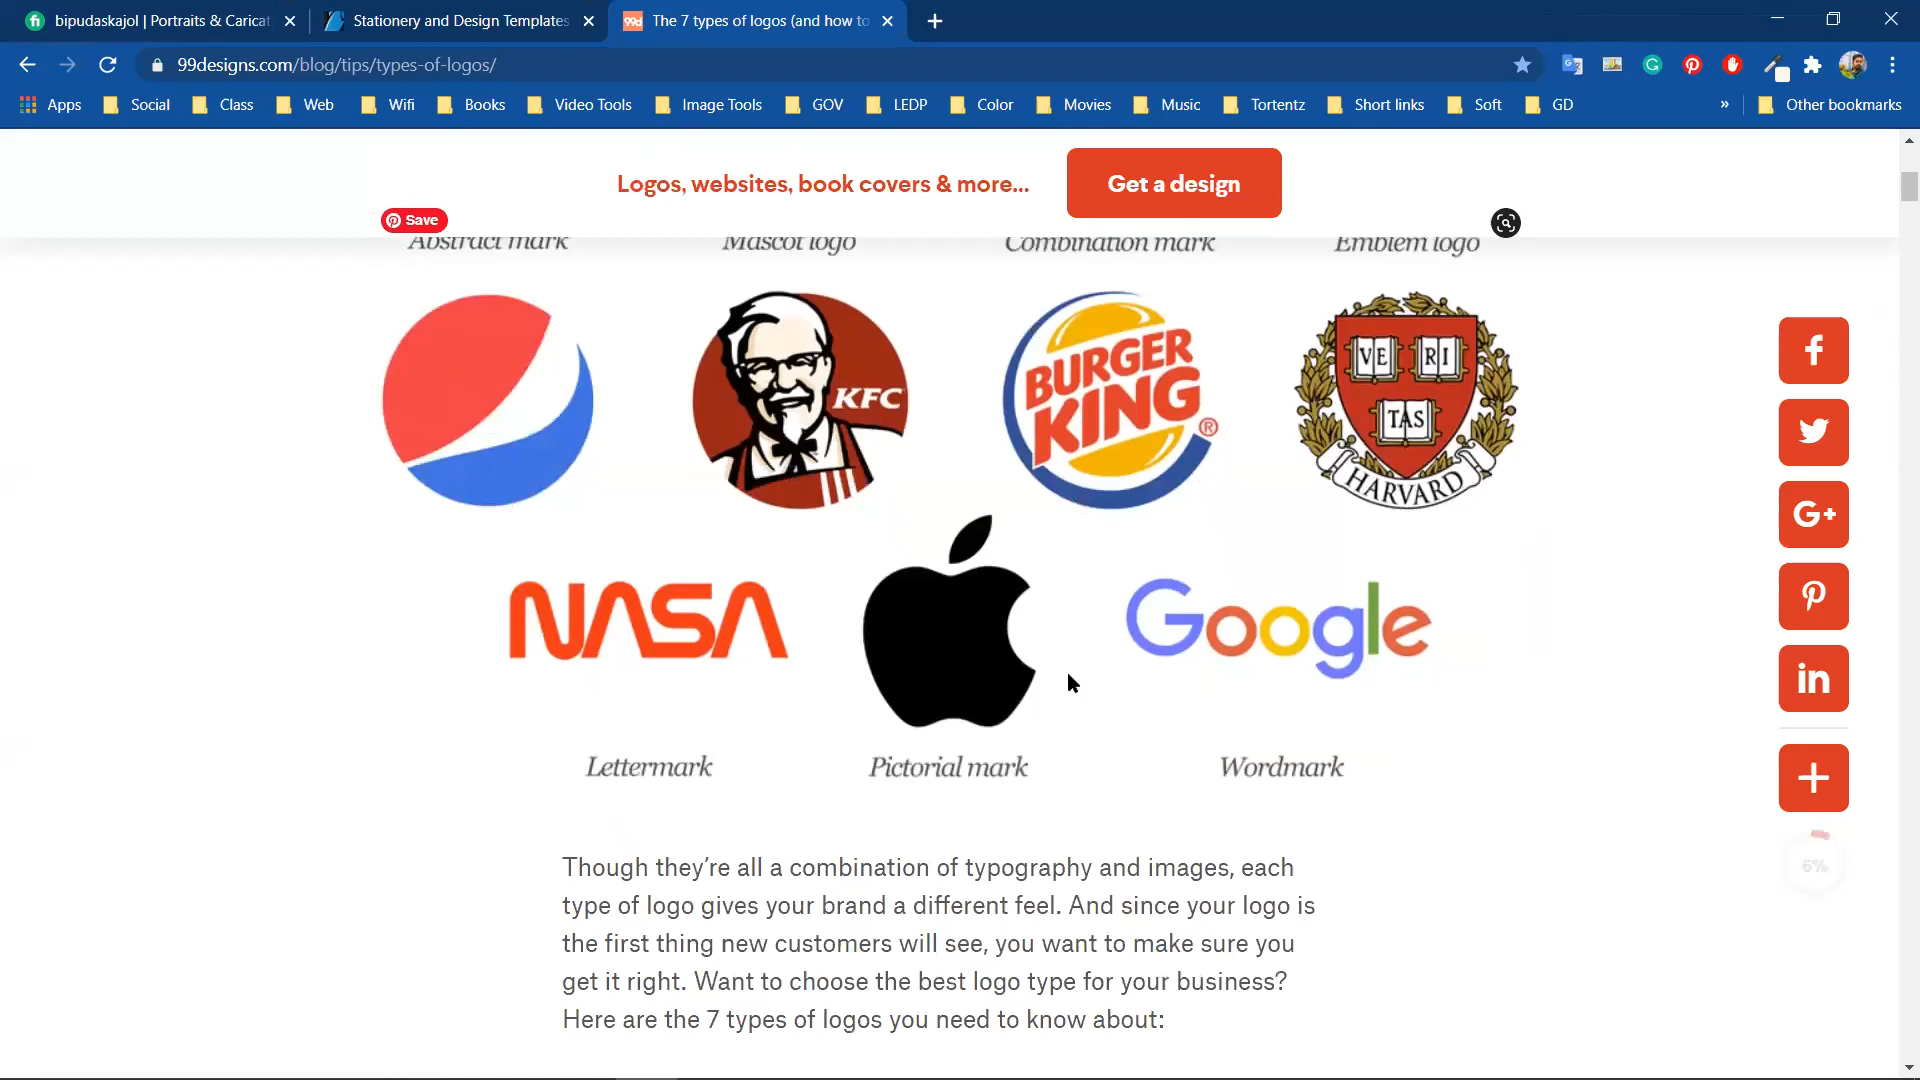 bipudaskajol | Portraits & Caricat
Stationery and Design Templates
99d
The 7 types of logos (and how to
99designs.com/blog/tips/types-of-logos/
Apps
Social
Class
Web
Wifi
Books
Video Tools
Image Tools
GOV
LEDP
Color
Movies
Music
Tortentz
Short links
Soft
GD
Other bookmarks
Logos, websites, book covers & more...
Get a design
Save
Abstract mark
Mascot logo
Combination mark
Emblem logo
KFC
BURGER
KING®
VE RI
TAS
HARVARD
NASA
Google
Lettermark
Pictorial mark
Wordmark
6%
Though they’re all a combination of typography and images, each
type of logo gives your brand a different feel. And since your logo is
the first thing new customers will see, you want to make sure you
get it right. Want to choose the best logo type for your business?
Here are the 7 types of logos you need to know about: